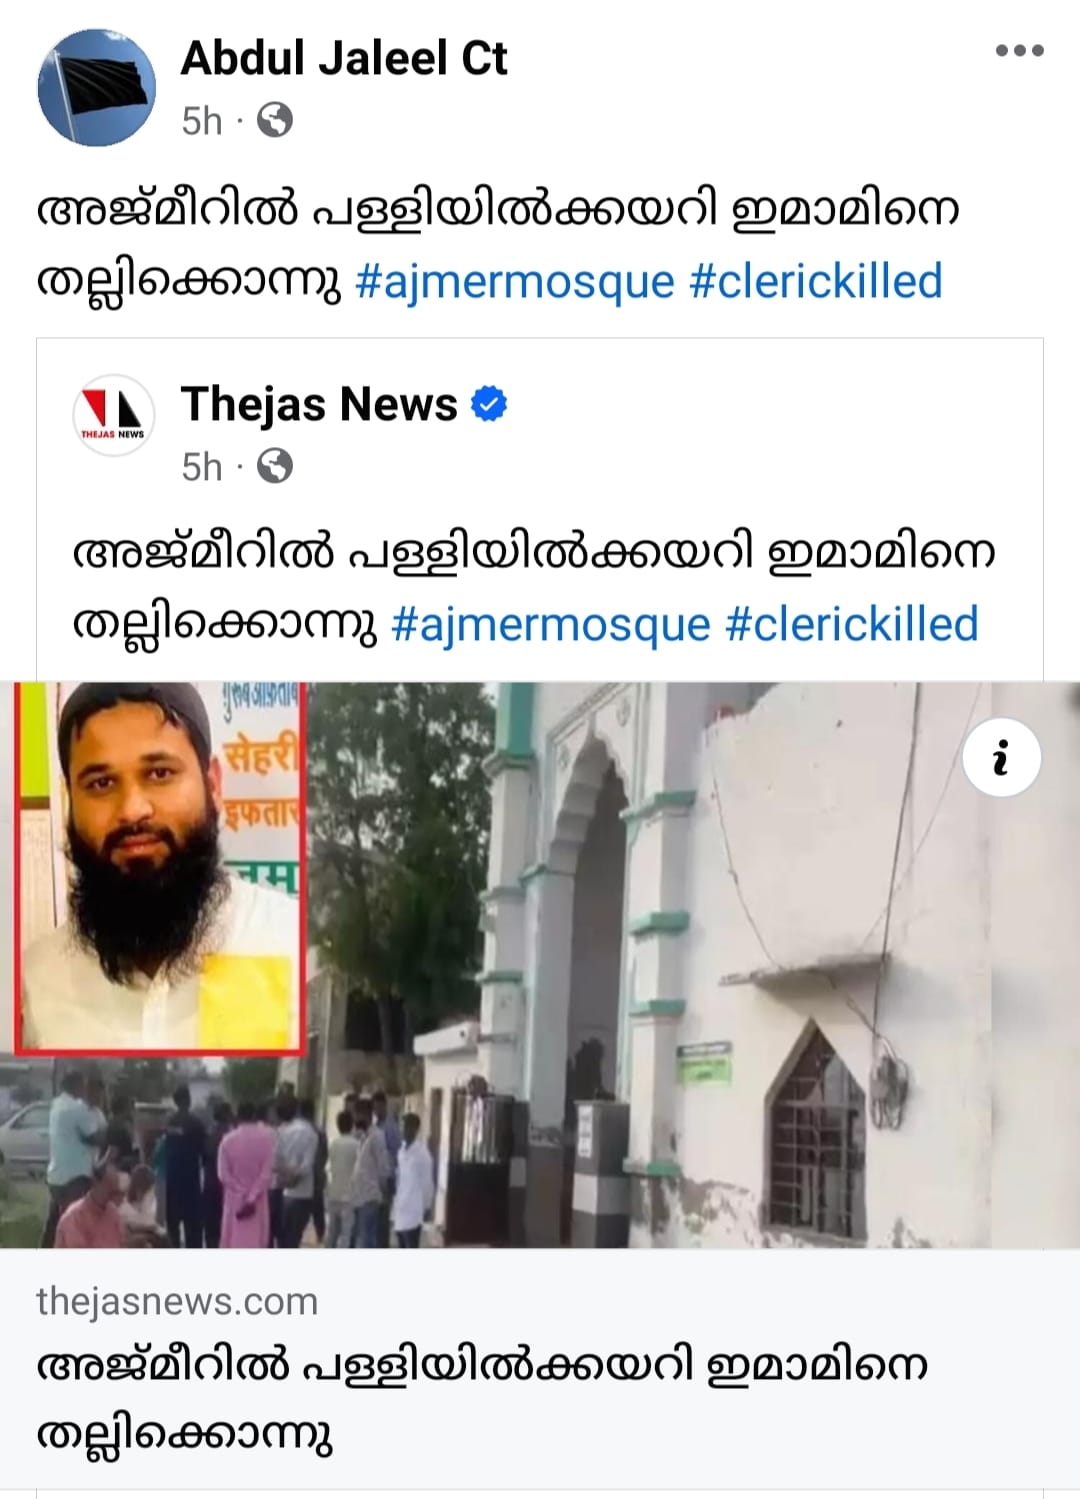 Abdul Jaleel Ct
5h ·
അജ്മീറിൽ പള്ളിയിൽക്കയറി ഇമാമിനെ
തല്ലിക്കൊന്നു #ajmermosque #clerickilled
THEJAS NEWS
Thejas News
5h ·
അജ്മീറിൽ പള്ളിയിൽക്കയറി ഇമാമിനെ
തല്ലിക്കൊന്നു #ajmermosque #clerickilled
सेहरी
इफ्तार
i
thejasnews.com
അജ്മീറിൽ പള്ളിയിൽക്കയറി ഇമാമിനെ
തല്ലിക്കൊന്നു